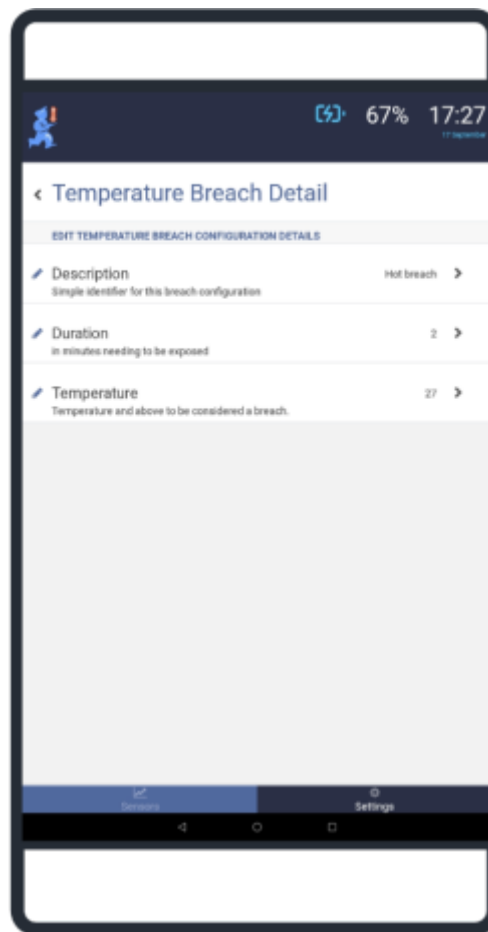 67% 17:27
17 September
Temperature Breach Detail
EDIT TEMPERATURE BREACH CONFIGURATION DETAILS
Description Hot breach
Simple identifier for this breach configuration
Duration 2
in minutes needing to be exposed
Temperature 27
Temperature and above to be considered a breach.
Sensors Settings